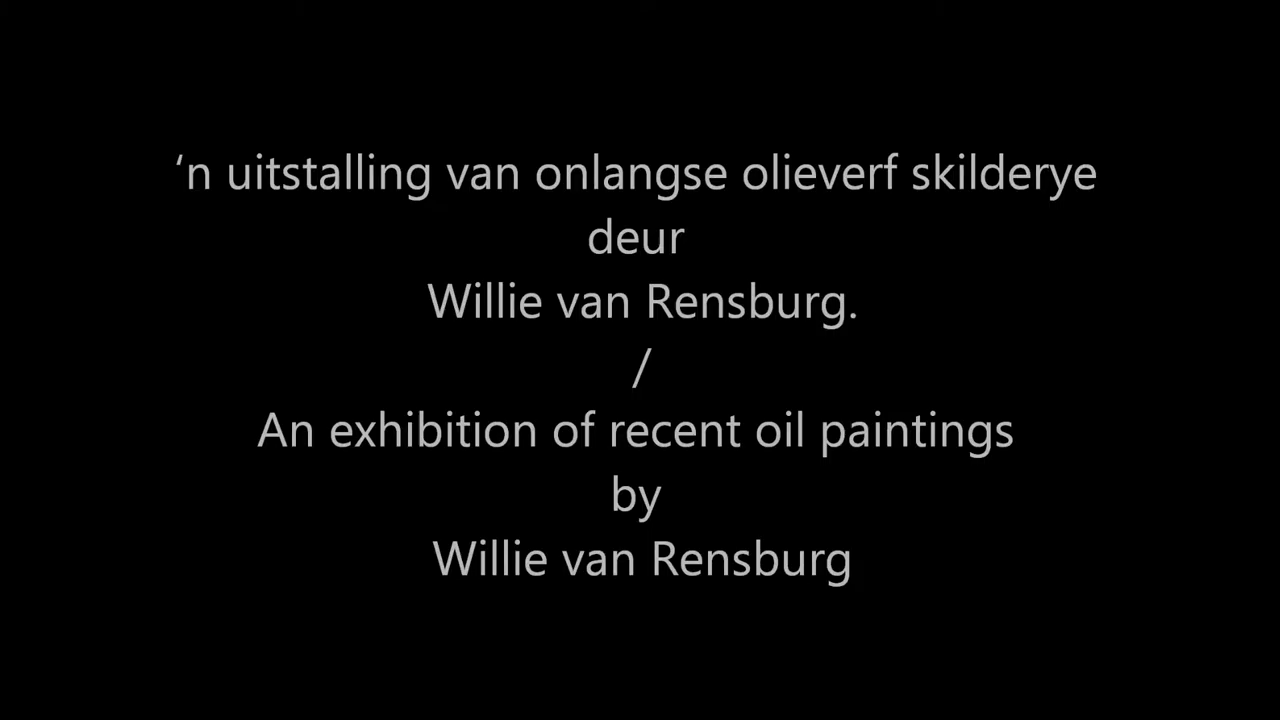 ‘n uitstalling van onlangse olieverf skilderye
deur
Willie van Rensburg.
/
An exhibition of recent oil paintings
by
Willie van Rensburg